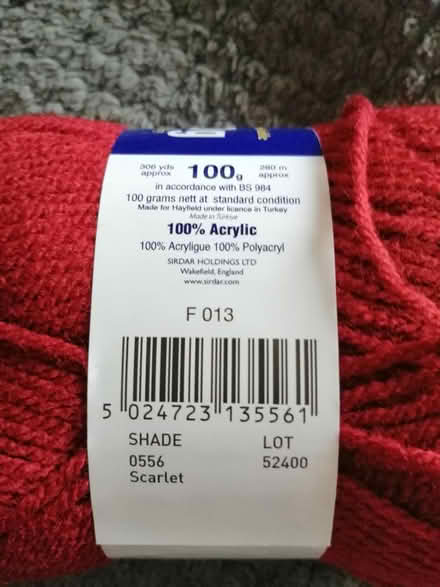 306 yds approx 100g 280 m approx
in accordance with BS 984
100 grams nett at standard condition
Made for Hayfield under licence in Turkey
Made in Türkiye
100% Acrylic
100% Acryligue 100% Polyacryl
SIRDAR HOLDINGS LTD
Wakefield, England
www.sirdar.com
F 013
5 024723 135561
SHADE LOT
0556 52400
Scarlet